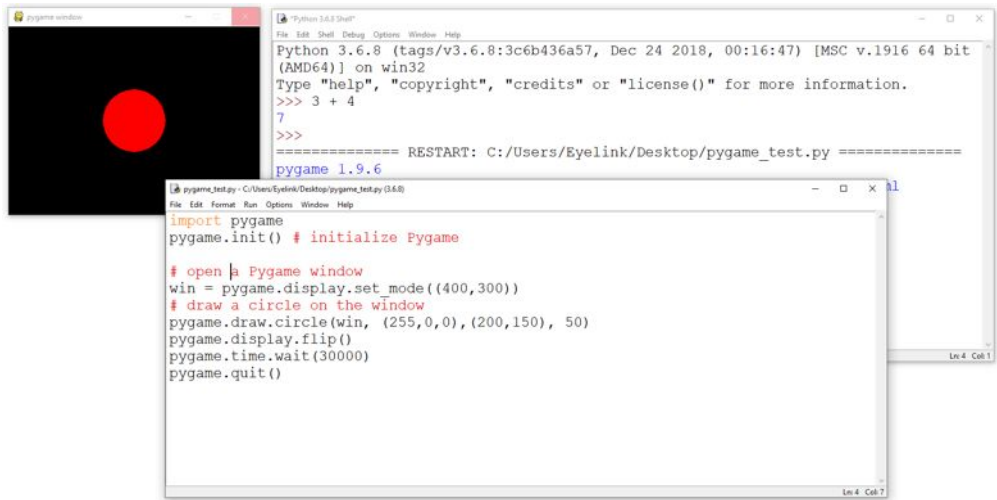 pygame window
*Python 3.6.8 Shell*
File Edit Shell Debug Options Window Help
Python 3.6.8 (tags/v3.6.8:3c6b436a57, Dec 24 2018, 00:16:47) [MSC v.1916 64 bit
(AMD64)] on win32
Type "help", "copyright", "credits" or "license()" for more information.
>>> 3 + 4
7
>>>
============== RESTART: C:/Users/Eyelink/Desktop/pygame_test.py ==============
pygame 1.9.6
Ln: 4 Col: 1
pygame_test.py - C:/Users/Eyelink/Desktop/pygame_test.py (3.6.8)
File Edit Format Run Options Window Help
import pygame
pygame.init() # initialize Pygame
# open a Pygame window
win = pygame.display.set_mode((400,300))
# draw a circle on the window
pygame.draw.circle(win, (255,0,0),(200,150), 50)
pygame.display.flip()
pygame.time.wait(30000)
pygame.quit()
Ln: 4 Col: 7